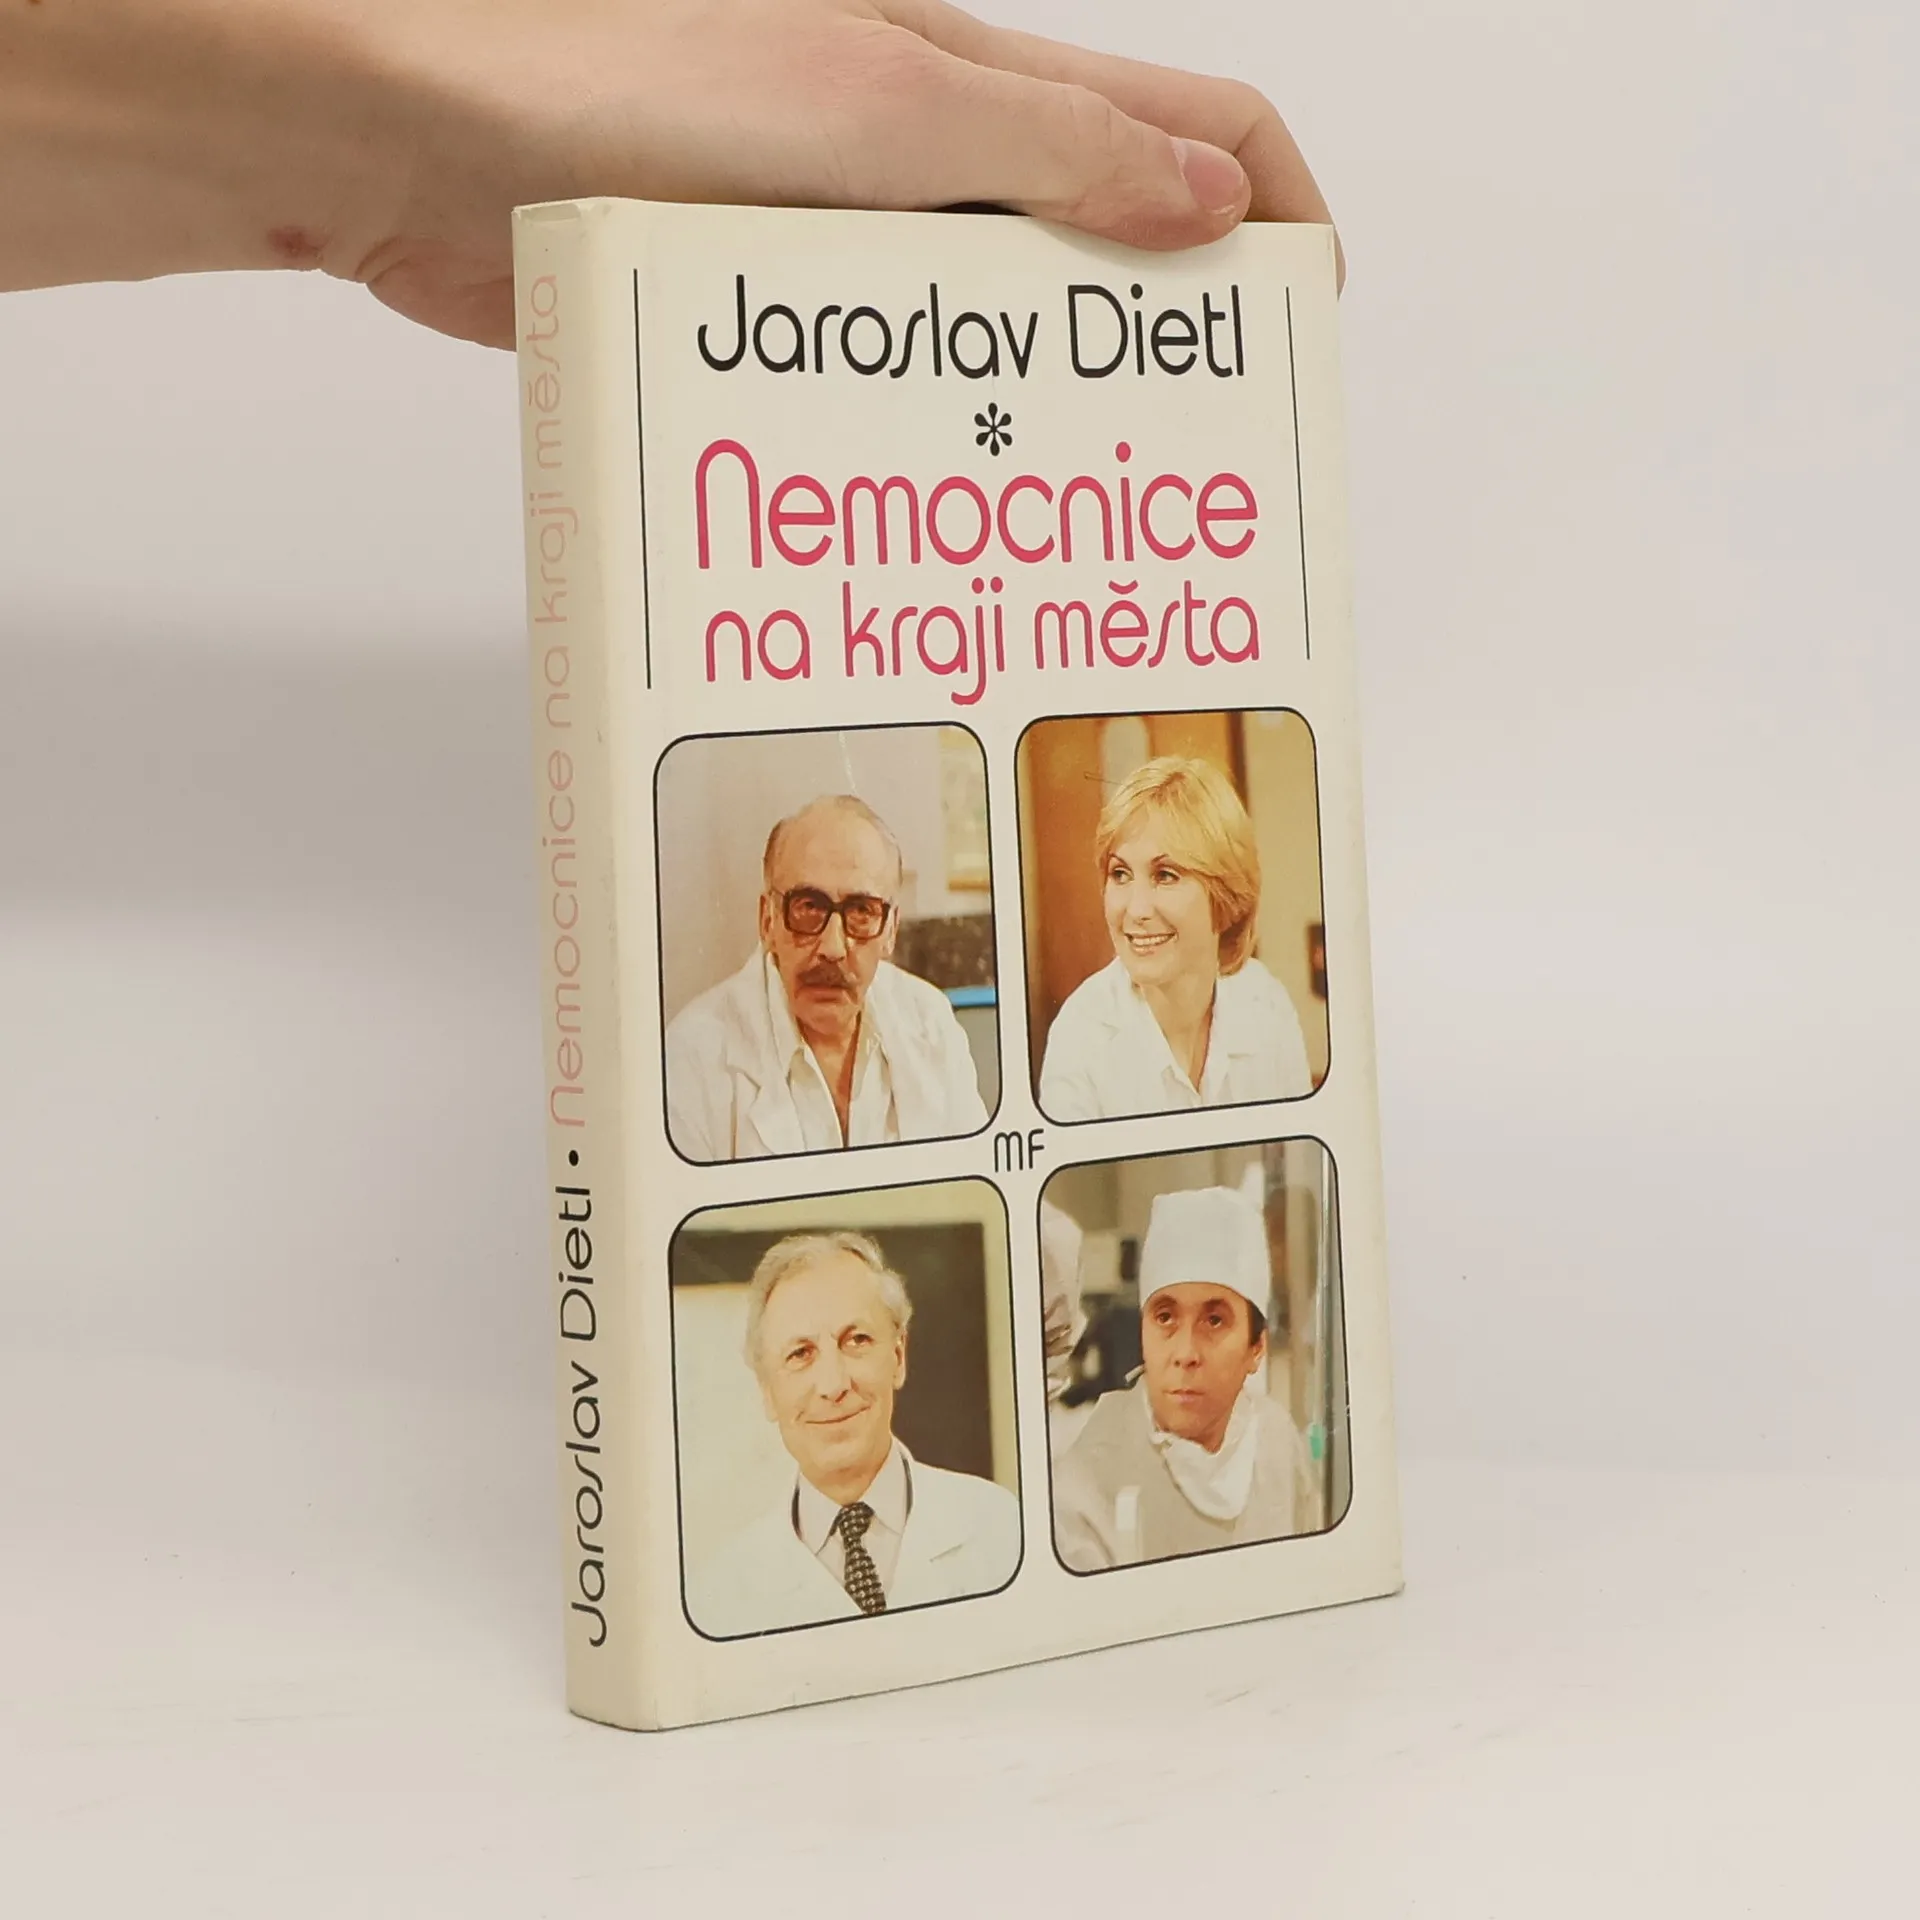 Jaroslav Dietl
*
Nemocnice
na kraji města
mf
Jaroslav Dietl • Nemocnice na kraji města